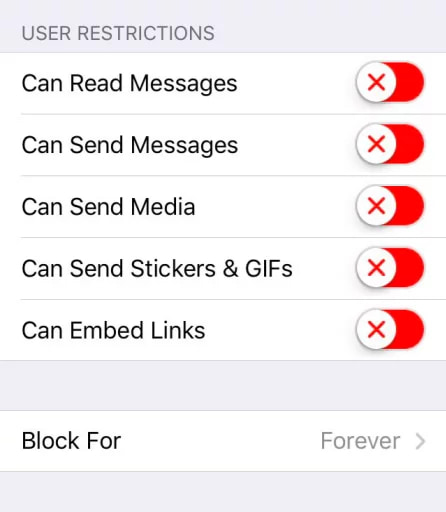 USER RESTRICTIONS
Can Read Messages
Can Send Messages
Can Send Media
Can Send Stickers & GIFs
Can Embed Links
Block For Forever